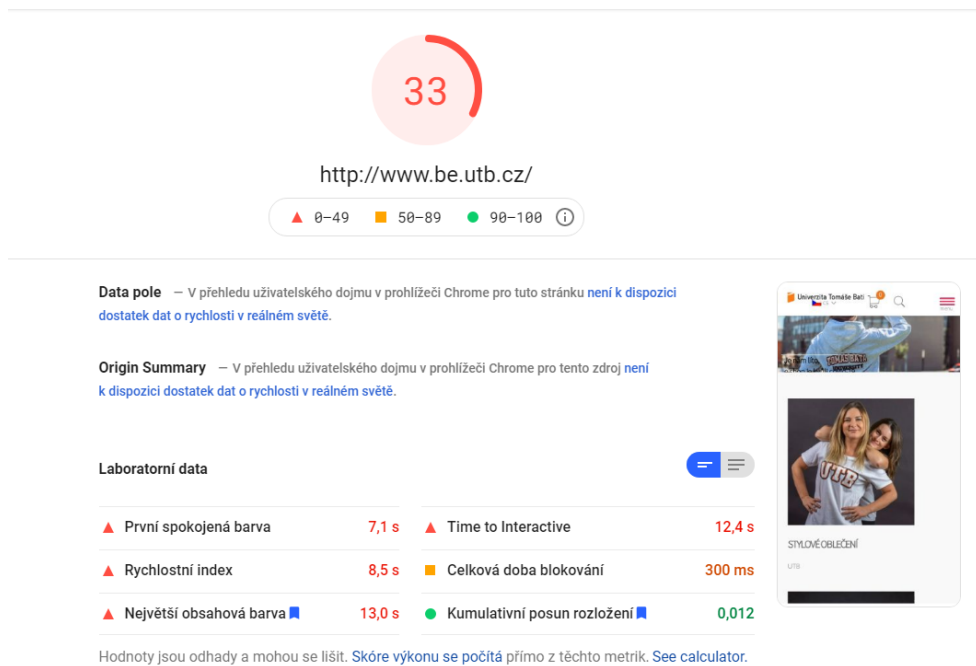 33
http://www.be.utb.cz/
0–49 50–89 90–100
Data pole — V přehledu uživatelského dojmu v prohlížeči Chrome pro tuto stránku není k dispozici
dostatek dat o rychlosti v reálném světě.
Origin Summary — V přehledu uživatelského dojmu v prohlížeči Chrome pro tento zdroj není
k dispozici dostatek dat o rychlosti v reálném světě.
Laboratorní data
První spokojená barva 7,1 s
Time to Interactive 12,4 s
Rychlostní index 8,5 s
Celková doba blokování 300 ms
Největší obsahová barva 13,0 s
Kumulativní posun rozložení 0,012
Hodnoty jsou odhady a mohou se lišit. Skóre výkonu se počítá přímo z těchto metrik. See calculator.
Univerzita Tomáše Bati
UTB
STYLOVÉ OBLEČENÍ
UTB